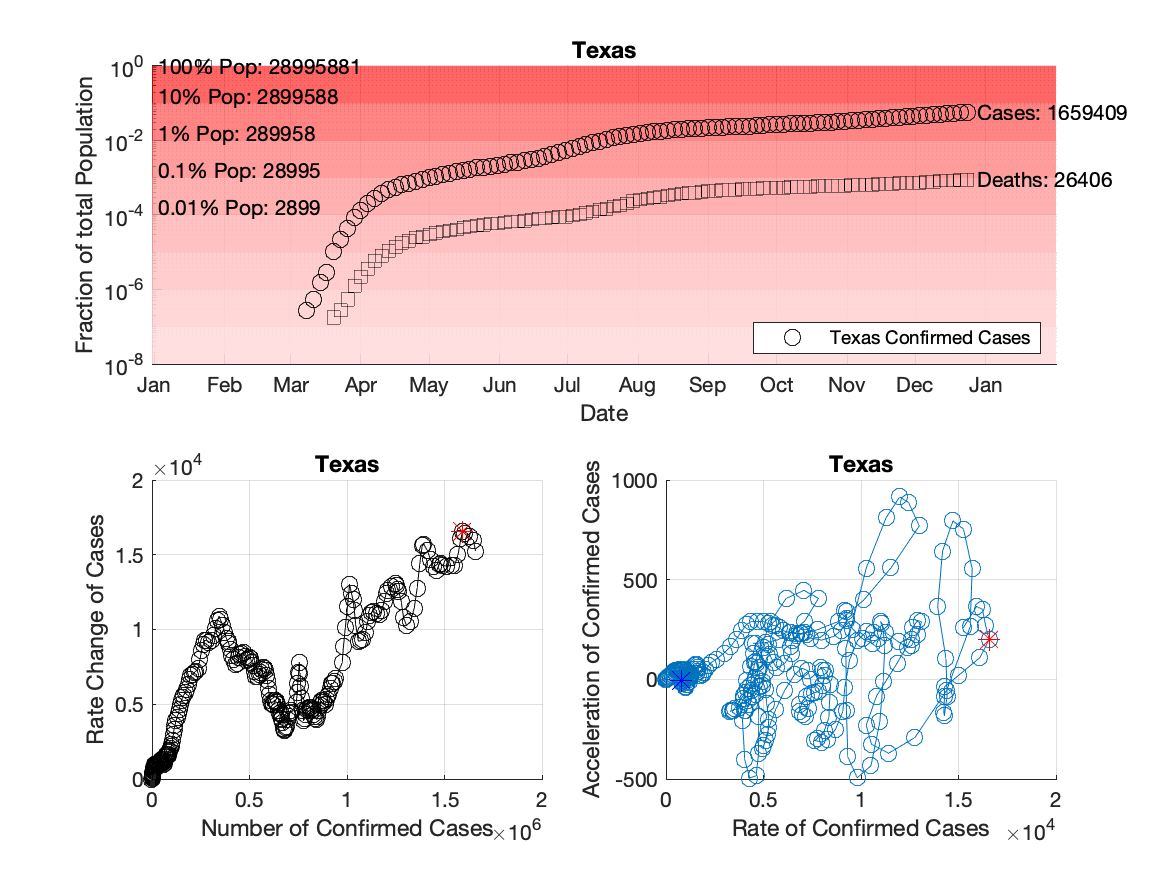 Texas
10^0
100% Pop: 28995881
10% Pop: 2899588
Cases: 1659409
10^-2
1% Pop: 289958
0.1% Pop: 28995
Deaths: 26406
10^-4
0.01% Pop: 2899
10^-6
Texas Confirmed Cases
10^-8
Fraction of total Population
Jan Feb Mar Apr May Jun Jul Aug Sep Oct Nov Dec Jan
Date
Texas
×10^4
2
1.5
1
0.5
0
Rate Change of Cases
0 0.5 1 1.5 2
Number of Confirmed Cases ×10^6
Texas
1000
500
0
-500
Acceleration of Confirmed Cases
0 0.5 1 1.5 2
Rate of Confirmed Cases ×10^4